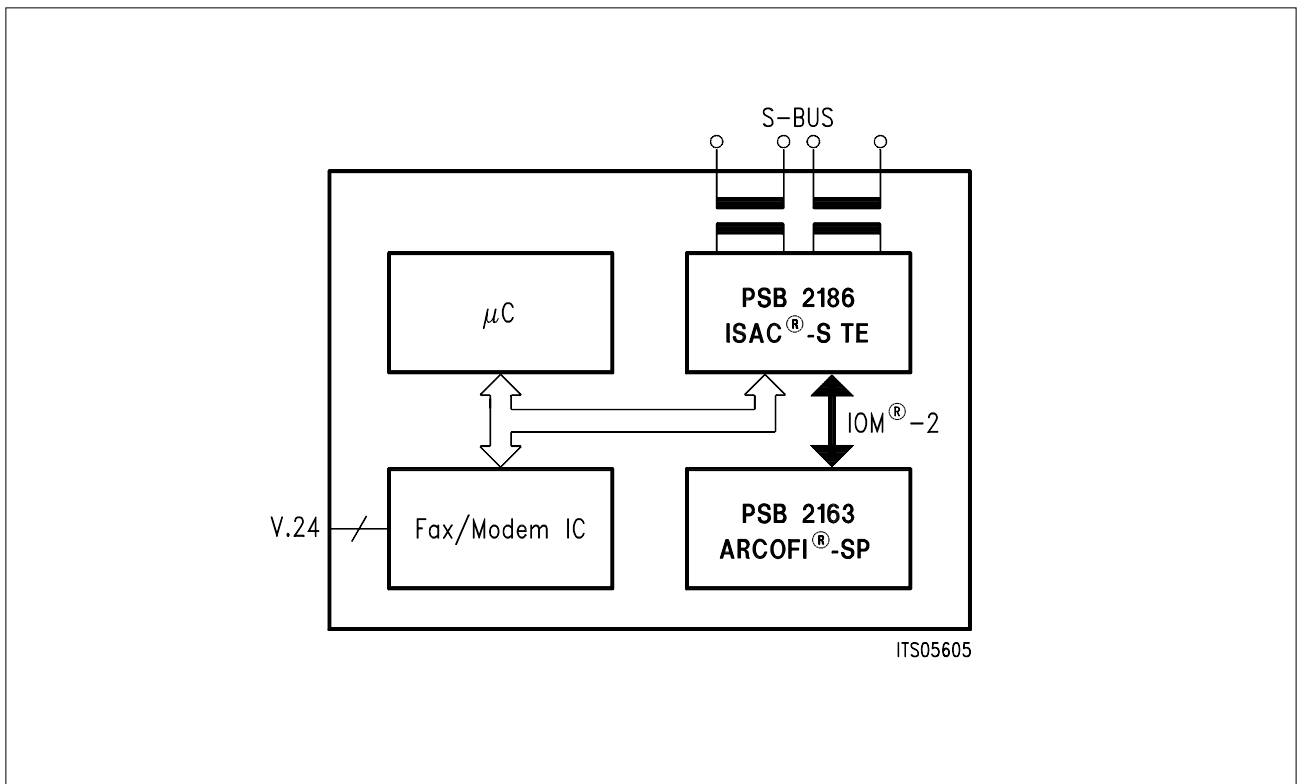 S-BUS
μC
PSB 2186
ISAC®-S TE
IOM®-2
V.24
Fax/Modem IC
PSB 2163
ARCOFI®-SP
ITS05605